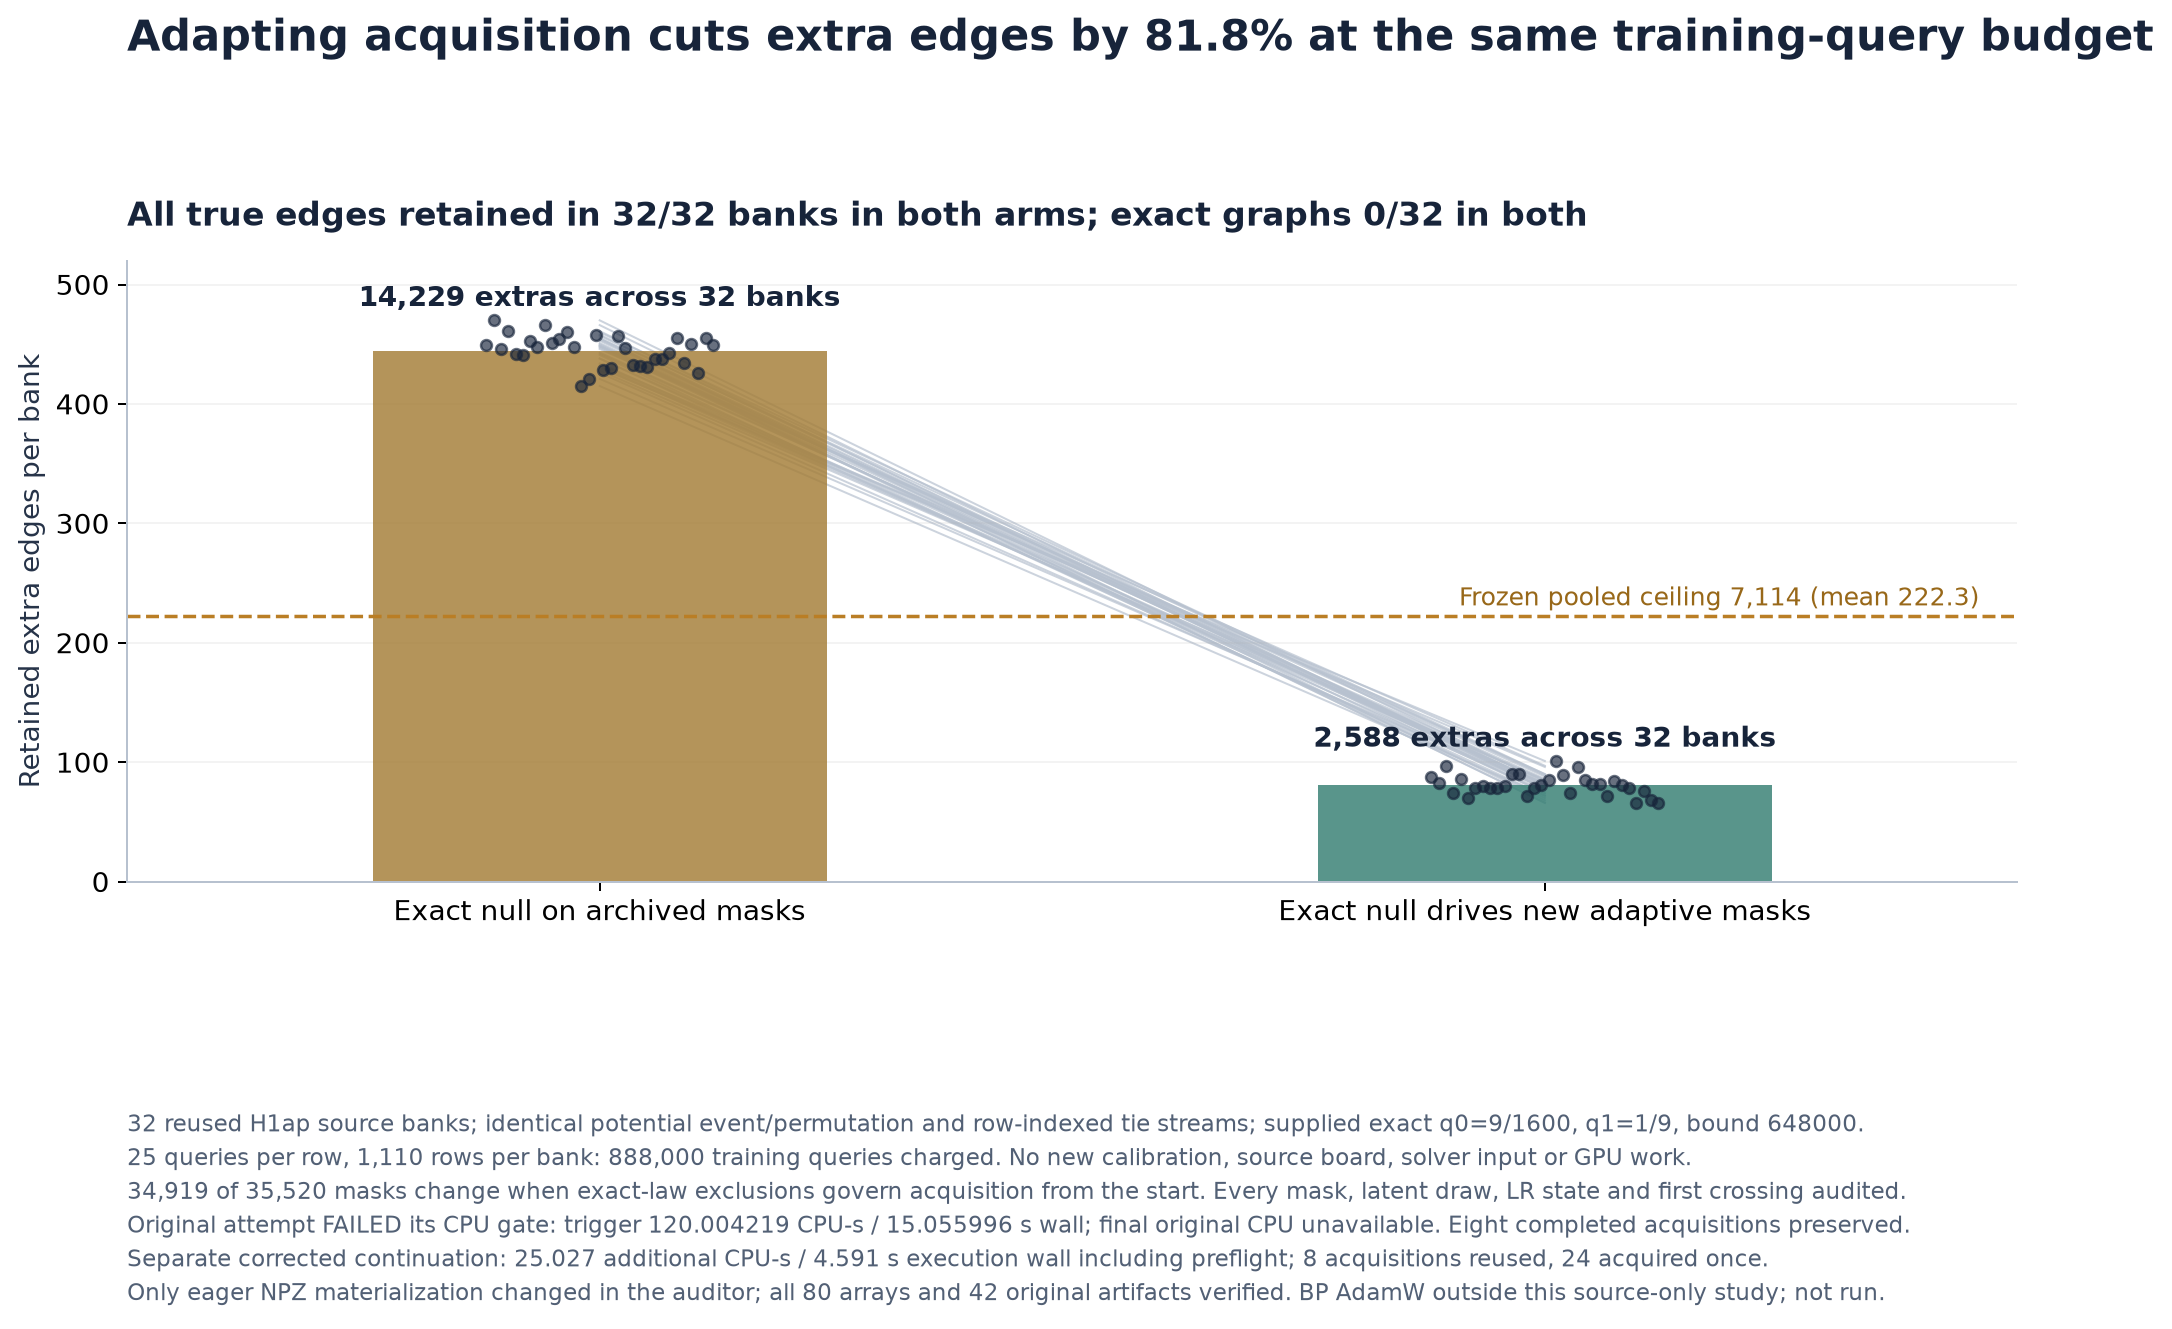 Adapting acquisition cuts extra edges by 81.8% at the same training-query budget
All true edges retained in 32/32 banks in both arms; exact graphs 0/32 in both
Retained extra edges per bank
500
400
300
200
100
0
14,229 extras across 32 banks
Frozen pooled ceiling 7,114 (mean 222.3)
2,588 extras across 32 banks
Exact null on archived masks
Exact null drives new adaptive masks
32 reused H1ap source banks; identical potential event/permutation and row-indexed tie streams; supplied exact q0=9/1600, q1=1/9, bound 648000.
25 queries per row, 1,110 rows per bank: 888,000 training queries charged. No new calibration, source board, solver input or GPU work.
34,919 of 35,520 masks change when exact-law exclusions govern acquisition from the start. Every mask, latent draw, LR state and first crossing audited.
Original attempt FAILED its CPU gate: trigger 120.004219 CPU-s / 15.055996 s wall; final original CPU unavailable. Eight completed acquisitions preserved.
Separate corrected continuation: 25.027 additional CPU-s / 4.591 s execution wall including preflight; 8 acquisitions reused, 24 acquired once.
Only eager NPZ materialization changed in the auditor; all 80 arrays and 42 original artifacts verified. BP AdamW outside this source-only study; not run.